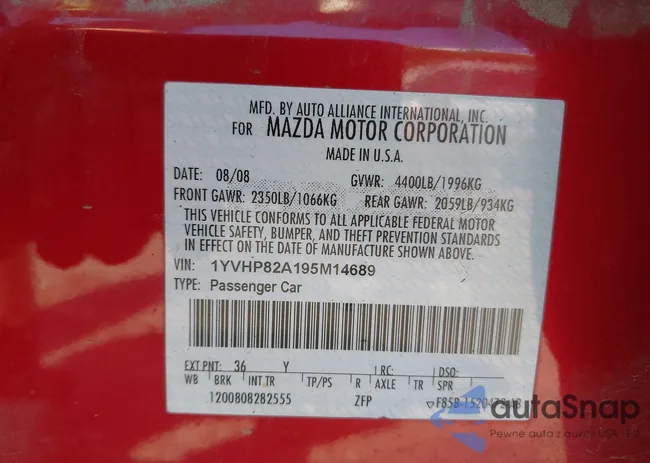 MFD. BY AUTO ALLIANCE INTERNATIONAL, INC.
FOR MAZDA MOTOR CORPORATION
MADE IN U.S.A.
DATE: 08/08 GVWR: 4400LB/1996KG
FRONT GAWR: 2350LB/1066KG REAR GAWR: 2059LB/934KG
THIS VEHICLE CONFORMS TO ALL APPLICABLE FEDERAL MOTOR
VEHICLE SAFETY, BUMPER, AND THEFT PREVENTION STANDARDS
IN EFFECT ON THE DATE OF MANUFACTURE SHOWN ABOVE.
VIN: 1YVHP82A195M14689
TYPE: Passenger Car
EXT PNT: 36 Y RC: DSO:
WB BRK INT TR TP/PS R AXLE TR SPR
1200808282555 ZFP
autaSnap
Pewne auta z aukcji USA